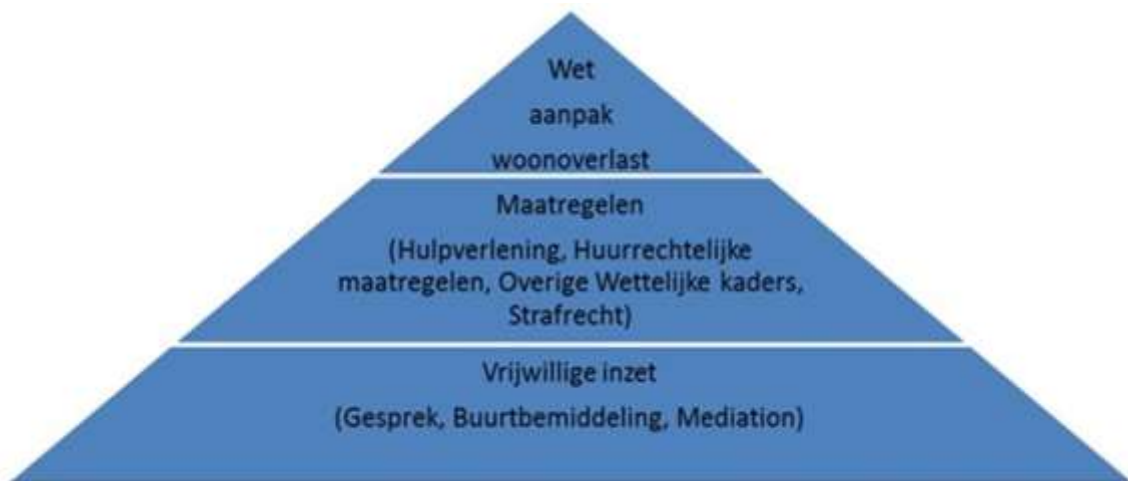 Wet
aanpak
woonoverlast
Maatregelen
(Hulpverlening, Huurrechtelijke
maatregelen, Overige Wettelijke kaders,
Strafrecht)
Vrijwillige inzet
(Gesprek, Buurtbemiddeling, Mediation)